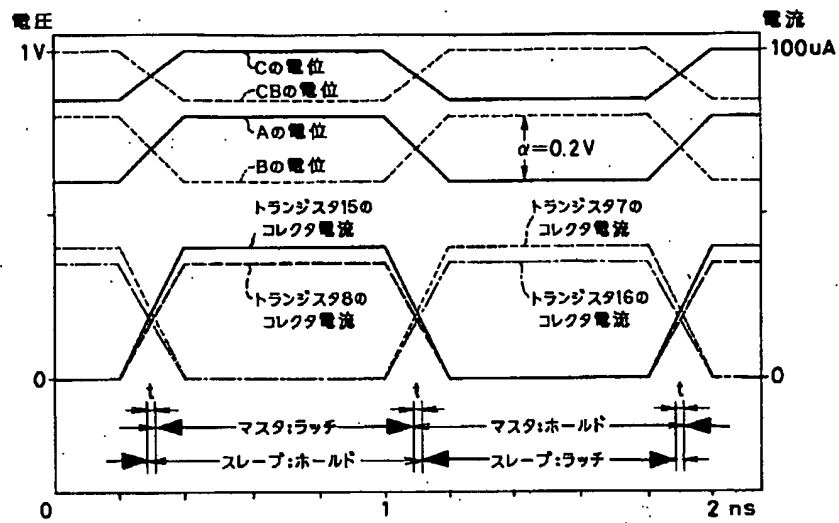 電圧
電流
1V
100uA
Cの電位
CBの電位
Aの電位
α=0.2V
Bの電位
トランジスタ15の
コレクタ電流
トランジスタ7の
コレクタ電流
トランジスタ8の
コレクタ電流
トランジスタ16の
コレクタ電流
0
0
t
t
t
マスタ:ラッチ
マスタ:ホールド
スレーブ:ホールド
スレーブ:ラッチ
0
1
2 ns